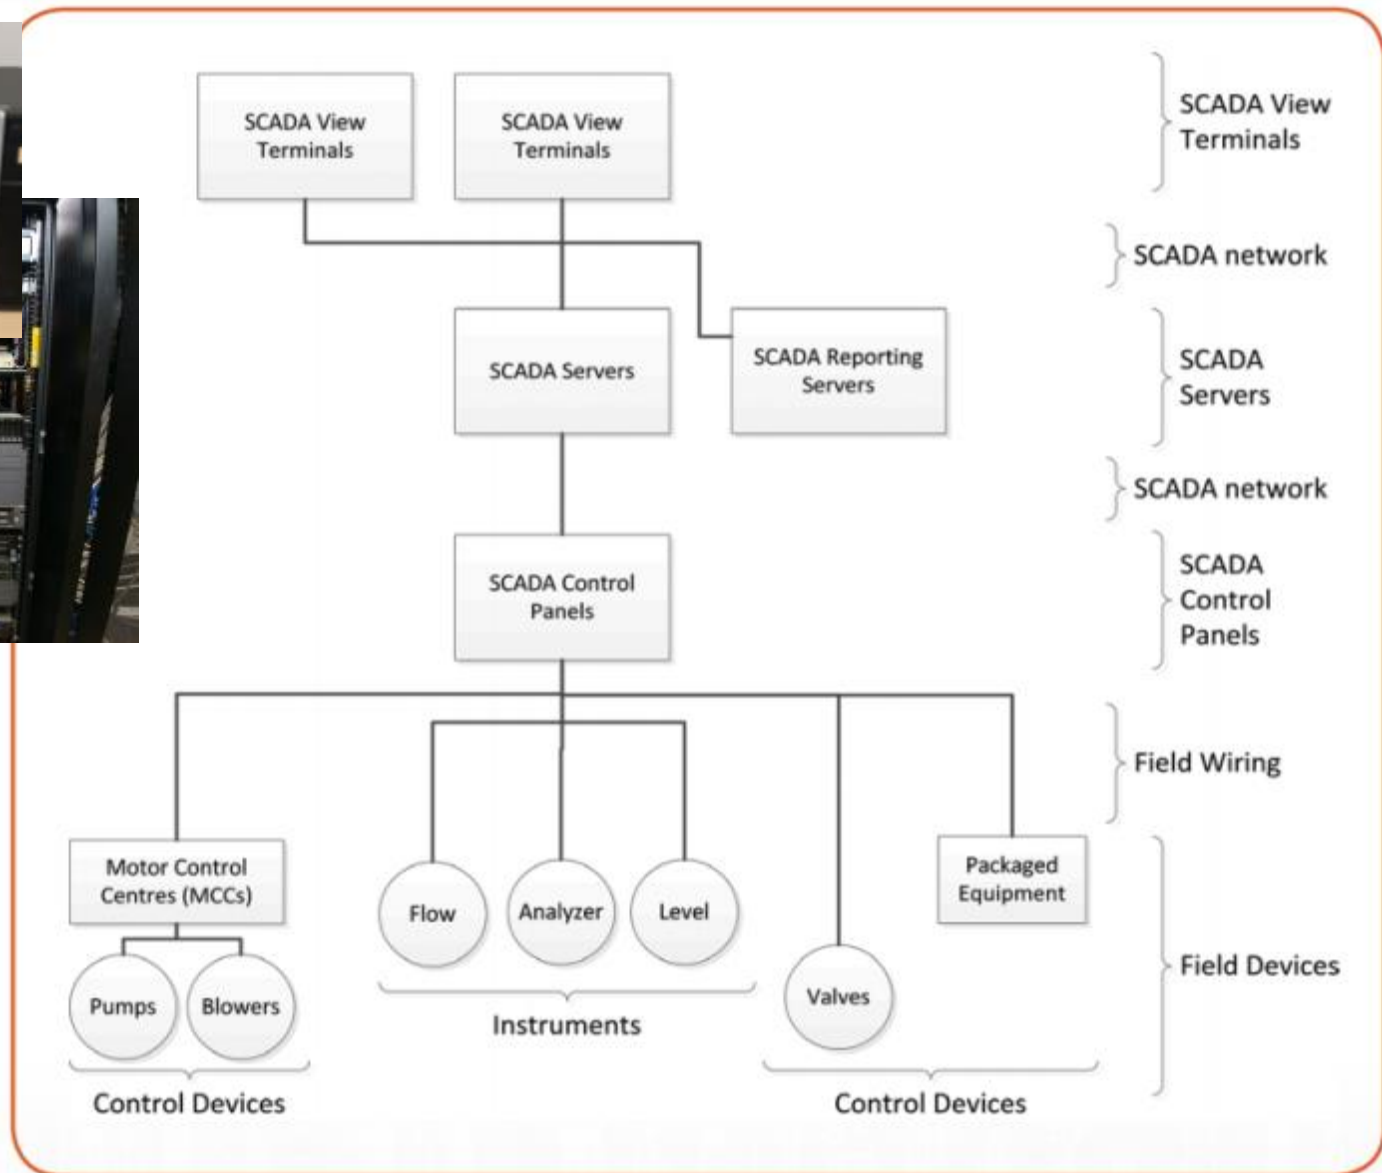 SCADA View
Terminals
SCADA View
Terminals
SCADA View
Terminals
SCADA network
SCADA Servers
SCADA Reporting
Servers
SCADA
Servers
SCADA network
SCADA Control
Panels
SCADA
Control
Panels
Field Wiring
Motor Control
Centres (MCCs)
Flow
Analyzer
Level
Packaged
Equipment
Pumps
Blowers
Valves
Field Devices
Instruments
Control Devices
Control Devices